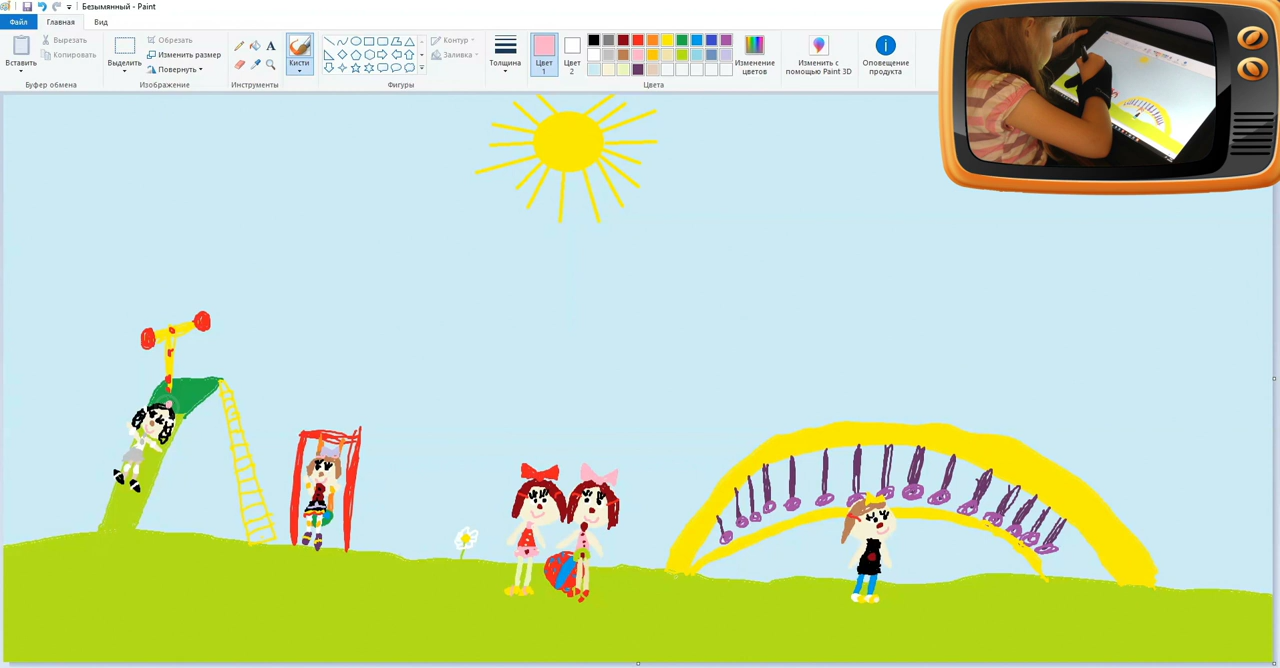 Безымянный - Paint
Файл Главная Вид
Вставить
Вырезать
Копировать
Буфер обмена
Выделить
Обрезать
Изменить размер
Повернуть
Изображение
A
Инструменты
Кисти
Контур
Заливка
Фигуры
Толщина
Цвет 1
Цвет 2
Изменение цветов
Цвета
Изменить с помощью Paint 3D
Оповещение продукта